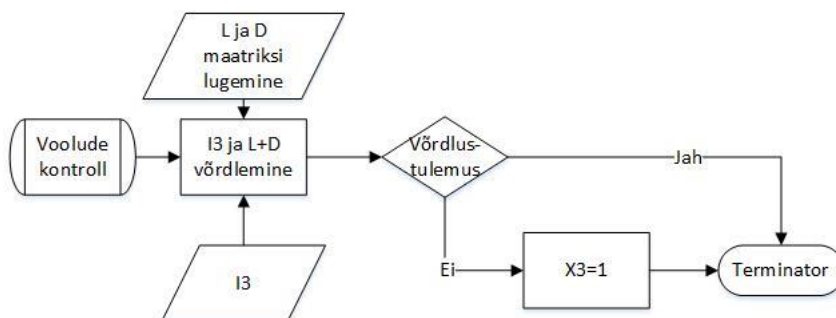 L ja D
maatriksi
lugemine
Voolude
kontroll
I3 ja L+D
võrdlemine
Võrdlus-
tulemus
Jah
I3
Ei
X3=1
Terminator